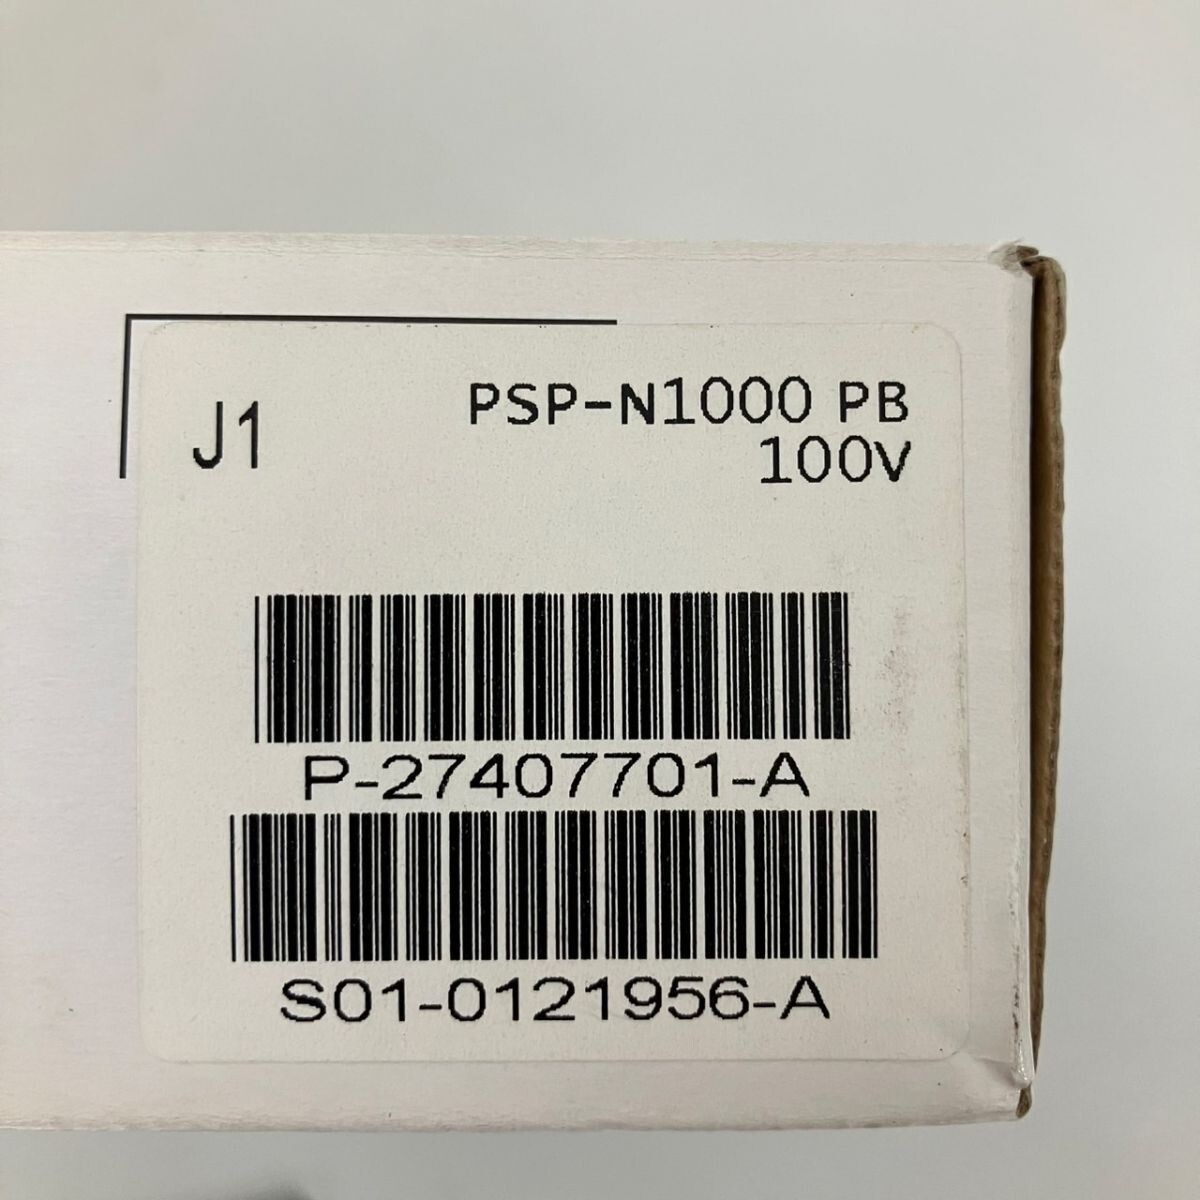 J1
PSP-N1000 PB
100V
P-27407701-A
S01-0121956-A